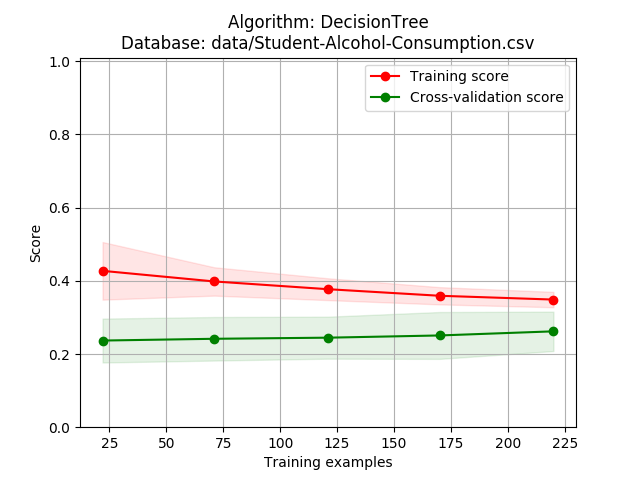 Algorithm: DecisionTree
Database: data/Student-Alcohol-Consumption.csv
1.0
0.8
0.6
0.4
0.2
0.0
Score
Training score
Cross-validation score
25
50
75
100
125
150
175
200
225
Training examples